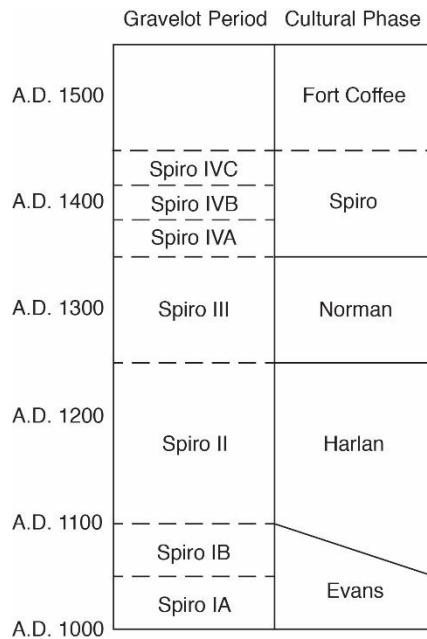 Gravelot Period Cultural Phase
A.D. 1500 Fort Coffee
Spiro IVC
A.D. 1400 Spiro IVB Spiro
Spiro IVA
A.D. 1300 Spiro III Norman
A.D. 1200
Spiro II Harlan
A.D. 1100
Spiro IB
Evans
Spiro IA
A.D. 1000